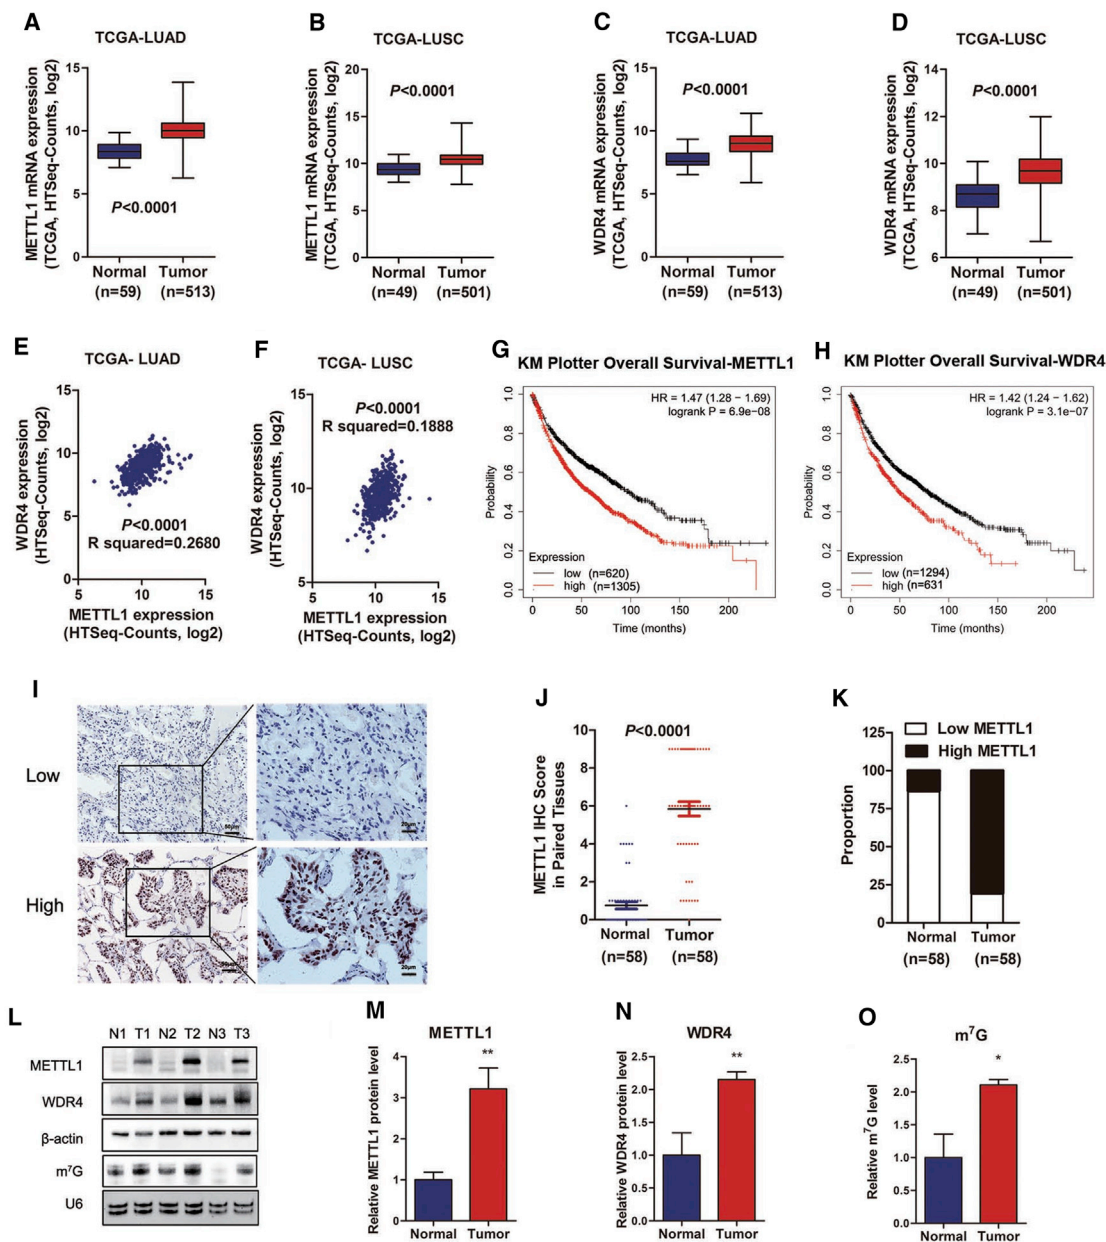 A
TCGA-LUAD
METTL1 mRNA expression
(TCGA, HTSeq-Counts, log2)
15
10
5
0
P<0.0001
Normal
(n=59)
Tumor
(n=513)
B
TCGA-LUSC
METTL1 mRNA expression
(TCGA, HTSeq-Counts, log2)
20
15
10
5
0
P<0.0001
Normal
(n=49)
Tumor
(n=501)
C
TCGA-LUAD
WDR4 mRNA expression
(TCGA, HTSeq-Counts, log2)
15
10
5
0
P<0.0001
Normal
(n=59)
Tumor
(n=513)
D
TCGA-LUSC
WDR4 mRNA expression
(TCGA, HTSeq-Counts, log2)
14
12
10
8
6
P<0.0001
Normal
(n=49)
Tumor
(n=501)
E
TCGA- LUAD
WDR4 expression
(HTSeq-Counts, log2)
15
10
5
0
P<0.0001
R squared=0.2680
5
10
15
METTL1 expression
(HTSeq-Counts, log2)
F
TCGA- LUSC
WDR4 expression
(HTSeq-Counts, log2)
15
10
5
P<0.0001
R squared=0.1888
5
10
15
METTL1 expression
(HTSeq-Counts, log2)
G
KM Plotter Overall Survival-METTL1
HR = 1.47 (1.28 − 1.69)
logrank P = 6.9e−08
Probability
1.0
0.8
0.6
0.4
0.2
0.0
Expression
low (n=620)
high (n=1305)
0
50
100
150
200
Time (months)
H
KM Plotter Overall Survival-WDR4
HR = 1.42 (1.24 − 1.62)
logrank P = 3.1e−07
Probability
1.0
0.8
0.6
0.4
0.2
0.0
Expression
low (n=1294)
high (n=631
0
50
100
150
200
Time (months)
I
Low
50μm
20μm
High
50μm
20μm
J
P<0.0001
METTL1 IHC Score
in Paired Tissues
10
8
6
4
2
0
Normal
(n=58)
Tumor
(n=58)
K
Low METTL1
High METTL1
Proportion
125
100
75
50
25
0
Normal
(n=58)
Tumor
(n=58)
L
N1 T1 N2 T2 N3 T3
METTL1
WDR4
β-actin
m⁷G
U6
M
METTL1
Relative METTL1 protein level
4
3
2
1
0
**
Normal
Tumor
N
WDR4
Relative WDR4 protein level
2.5
2.0
1.5
1.0
0.5
0.0
**
Normal
Tumor
O
m⁷G
Relative m⁷G level
2.5
2.0
1.5
1.0
0.5
0.0
*
Normal
Tumor